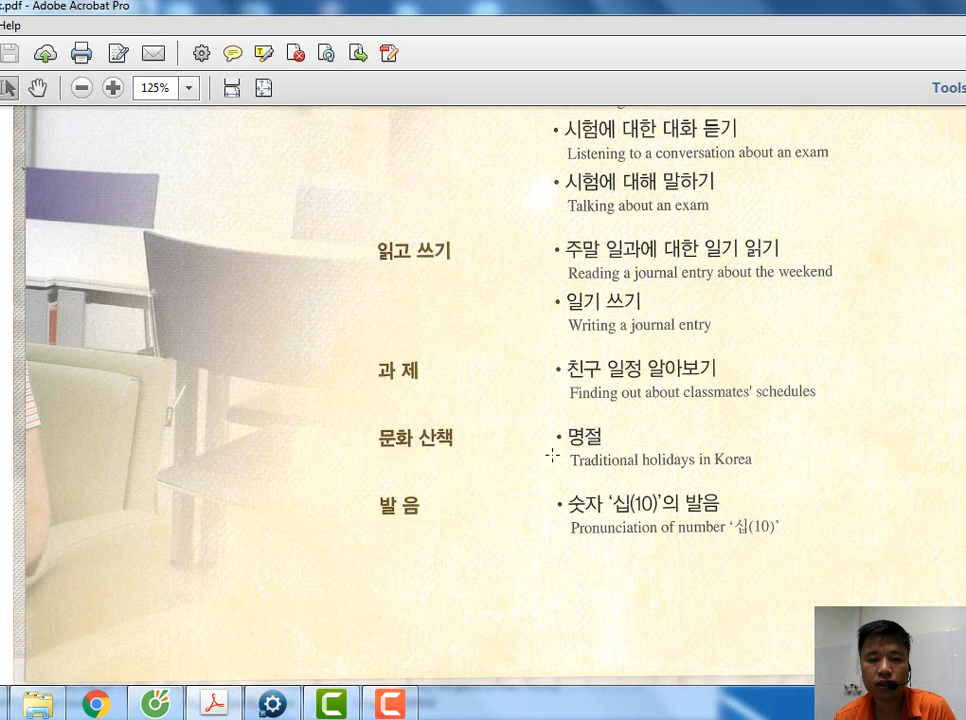 k.pdf - Adobe Acrobat Pro
Help
125%
Tools
• 시험에 대한 대화 듣기
Listening to a conversation about an exam
• 시험에 대해 말하기
Talking about an exam
읽고 쓰기
• 주말 일과에 대한 일기 읽기
Reading a journal entry about the weekend
• 일기 쓰기
Writing a journal entry
과 제
• 친구 일정 알아보기
Finding out about classmates' schedules
문화 산책
• 명절
Traditional holidays in Korea
발 음
• 숫자 ‘십(10)’의 발음
Pronunciation of number ‘십(10)’